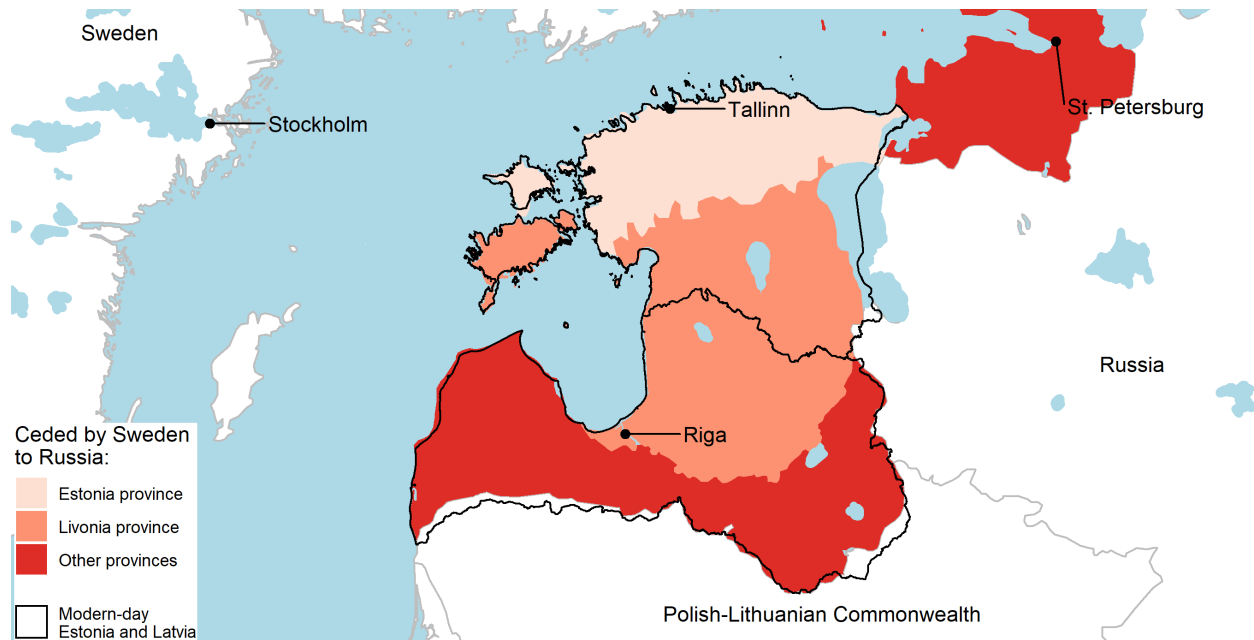 Sweden
Stockholm
Tallinn
St. Petersburg
Russia
Riga
Polish-Lithuanian Commonwealth
Ceded by Sweden
to Russia:
Estonia province
Livonia province
Other provinces
Modern-day
Estonia and Latvia